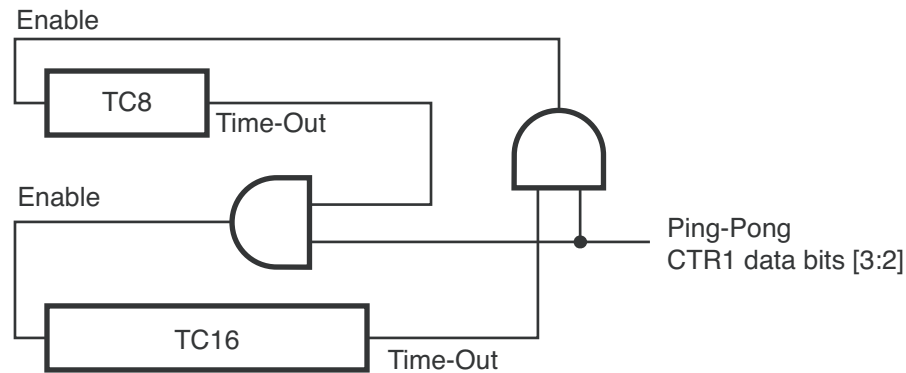 Enable
TC8
Time-Out
Enable
Ping-Pong
CTR1 data bits [3:2]
TC16
Time-Out